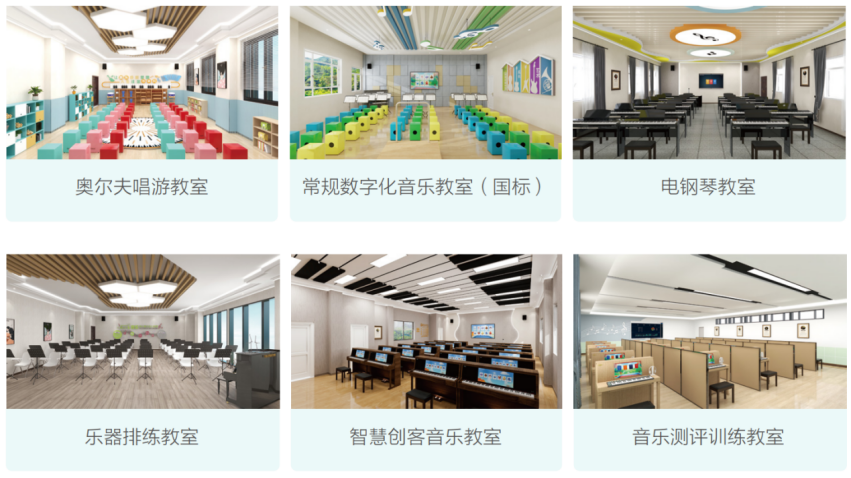 奥尔夫唱游教室
常规数字化音乐教室（国标）
电钢琴教室
乐器排练教室
智慧创客音乐教室
音乐测评训练教室